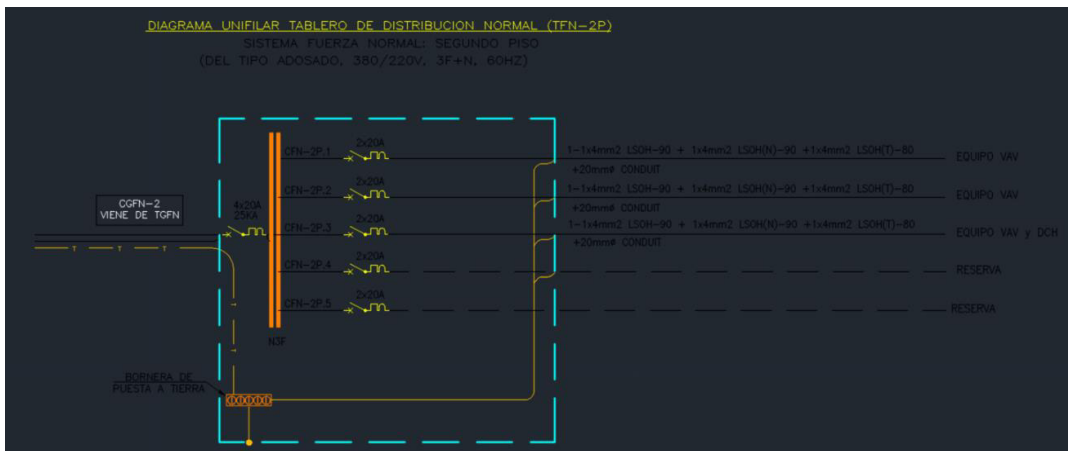 DIAGRAMA UNIFILAR TABLERO DE DISTRIBUCION NORMAL (TFN-2P)
SISTEMA FUERZA NORMAL: SEGUNDO PISO
(DEL TIPO ADOSADO, 380/220V, 3F+N, 60HZ)
CGFN-2
VIENE DE TGFN
4x20A
25KA
CFN-2P.1
2x20A
1-1x4mm2 LSOH-90 + 1x4mm2 LSOH(N)-90 +1x4mm2 LSOH(T)-80
+20mmø CONDUIT
EQUIPO VAV
CFN-2P.2
2x20A
1-1x4mm2 LSOH-90 + 1x4mm2 LSOH(N)-90 +1x4mm2 LSOH(T)-80
+20mmø CONDUIT
EQUIPO VAV
CFN-2P.3
2x20A
1-1x4mm2 LSOH-90 + 1x4mm2 LSOH(N)-90 +1x4mm2 LSOH(T)-80
+20mmø CONDUIT
EQUIPO VAV y DCH
CFN-2P.4
2x20A
RESERVA
CFN-2P.5
2x20A
RESERVA
T T T
N3F
BORNERA DE
PUESTA A TIERRA